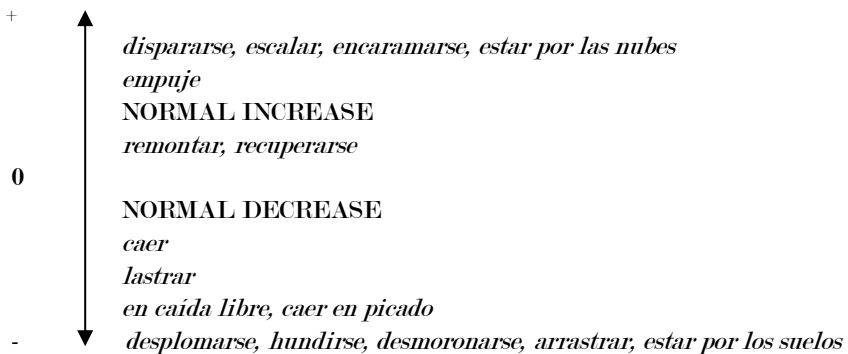 +
dispararse, escalar, encaramarse, estar por las nubes
empuje
NORMAL INCREASE
remontar, recuperarse
0
NORMAL DECREASE
caer
lastrar
en caída libre, caer en picado
- desplomarse, hundirse, desmoronarse, arrastrar, estar por los suelos